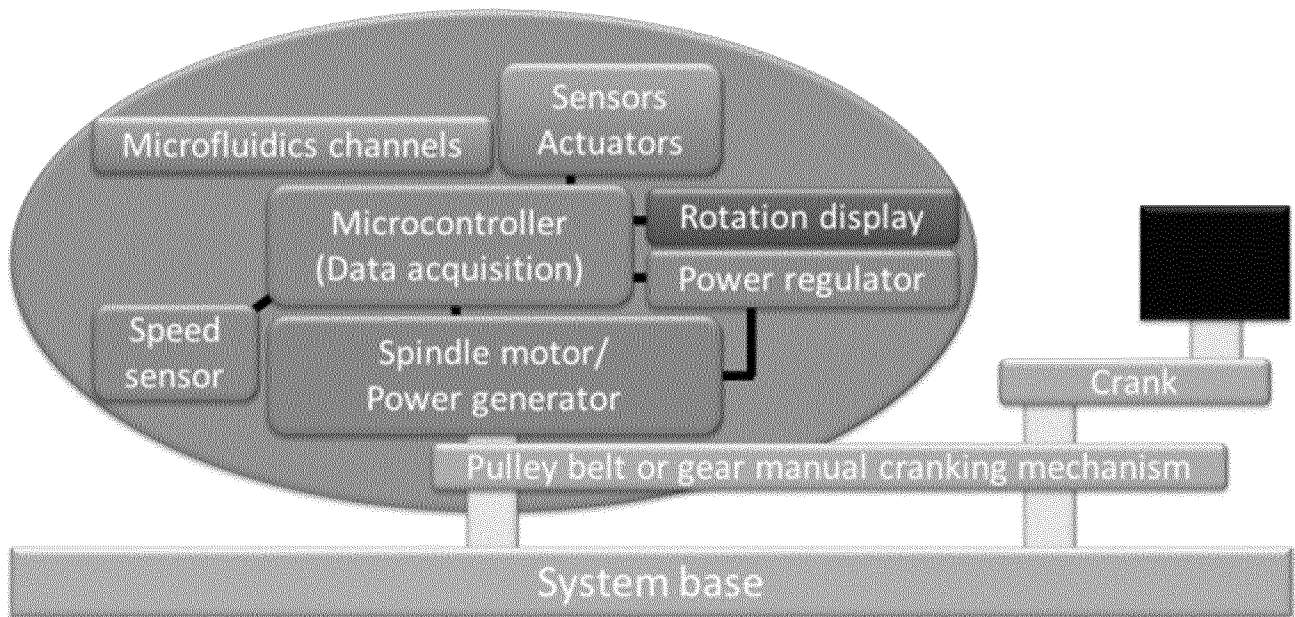 Sensors
Actuators
Microfluidics channels
Microcontroller
(Data acquisition)
Rotation display
Power regulator
Speed
sensor
Spindle motor/
Power generator
Crank
Pulley belt or gear manual cranking mechanism
System base